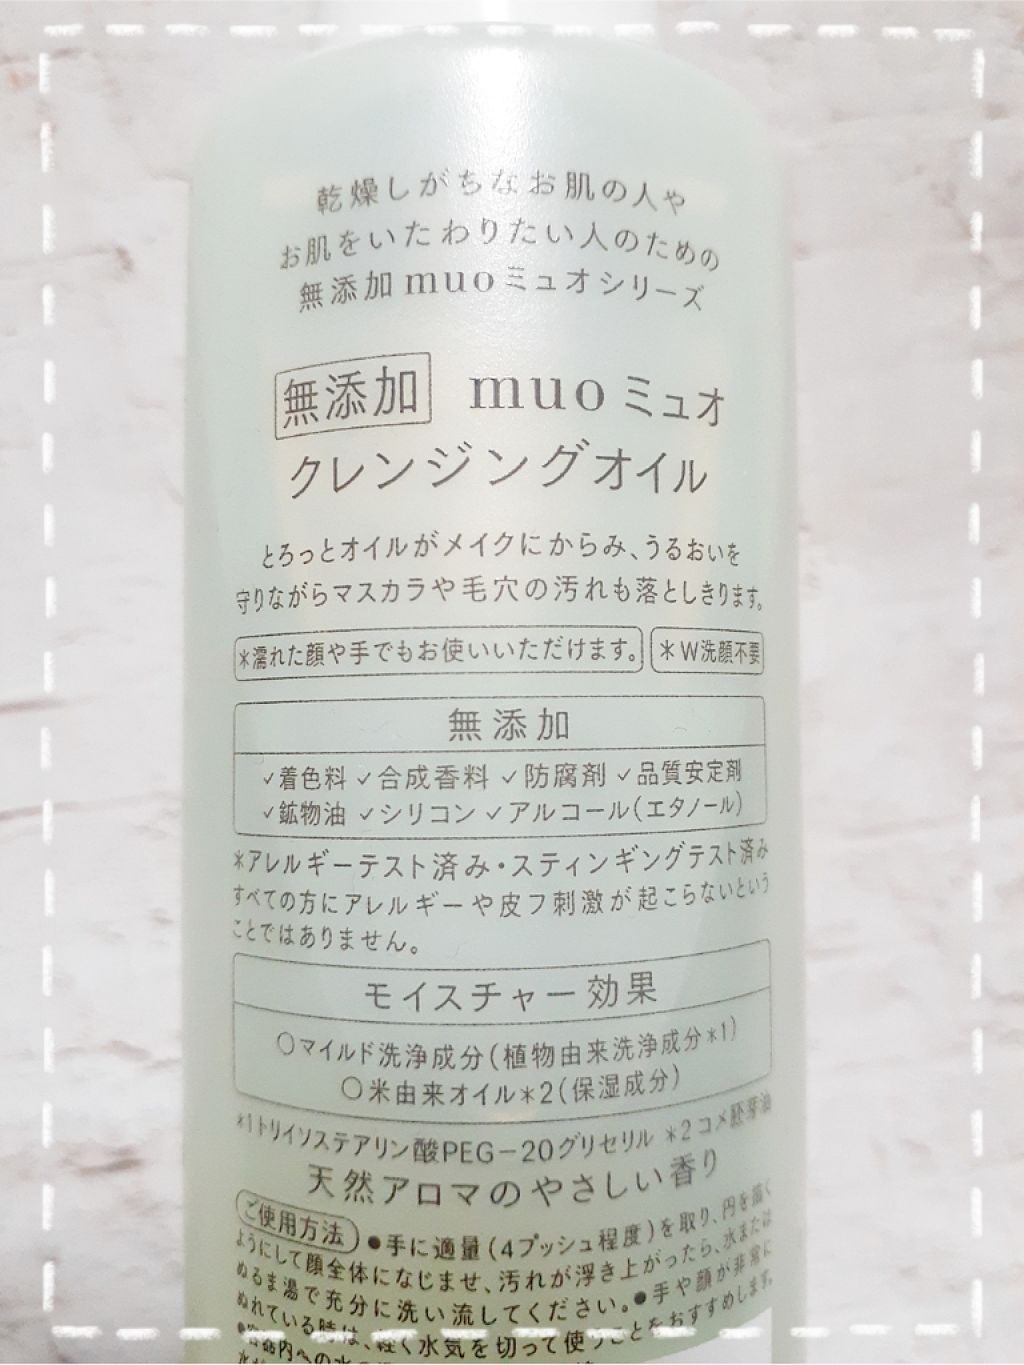 乾燥しがちなお肌の人や
お肌をいたわりたい人のための
無添加muoミュオシリーズ
無添加 muo ミュオ
クレンジングオイル
とろっとオイルがメイクにからみ、うるおいを
守りながらマスカラや毛穴の汚れも落としきります。
＊濡れた顔や手でもお使いいただけます。 ＊W洗顔不要
無添加
✓着色料 ✓合成香料 ✓防腐剤 ✓品質安定剤
✓鉱物油 ✓シリコン ✓アルコール(エタノール)
＊アレルギーテスト済み・スティンギングテスト済み
すべての方にアレルギーや皮フ刺激が起こらないという
ことではありません。
モイスチャー効果
○マイルド洗浄成分(植物由来洗浄成分＊1)
○米由来オイル＊2(保湿成分)
＊1トリイソステアリン酸PEG－20グリセリル ＊2コメ胚芽油
天然アロマのやさしい香り
ご使用方法 ●手に適量(4プッシュ程度)を取り、円を描く
ようにして顔全体になじませ、汚れが浮き上がったら、水または
ぬるま湯で充分に洗い流してください。●手や顔が非常に
ぬれている時は、軽く水気を切って使うことをおすすめします。